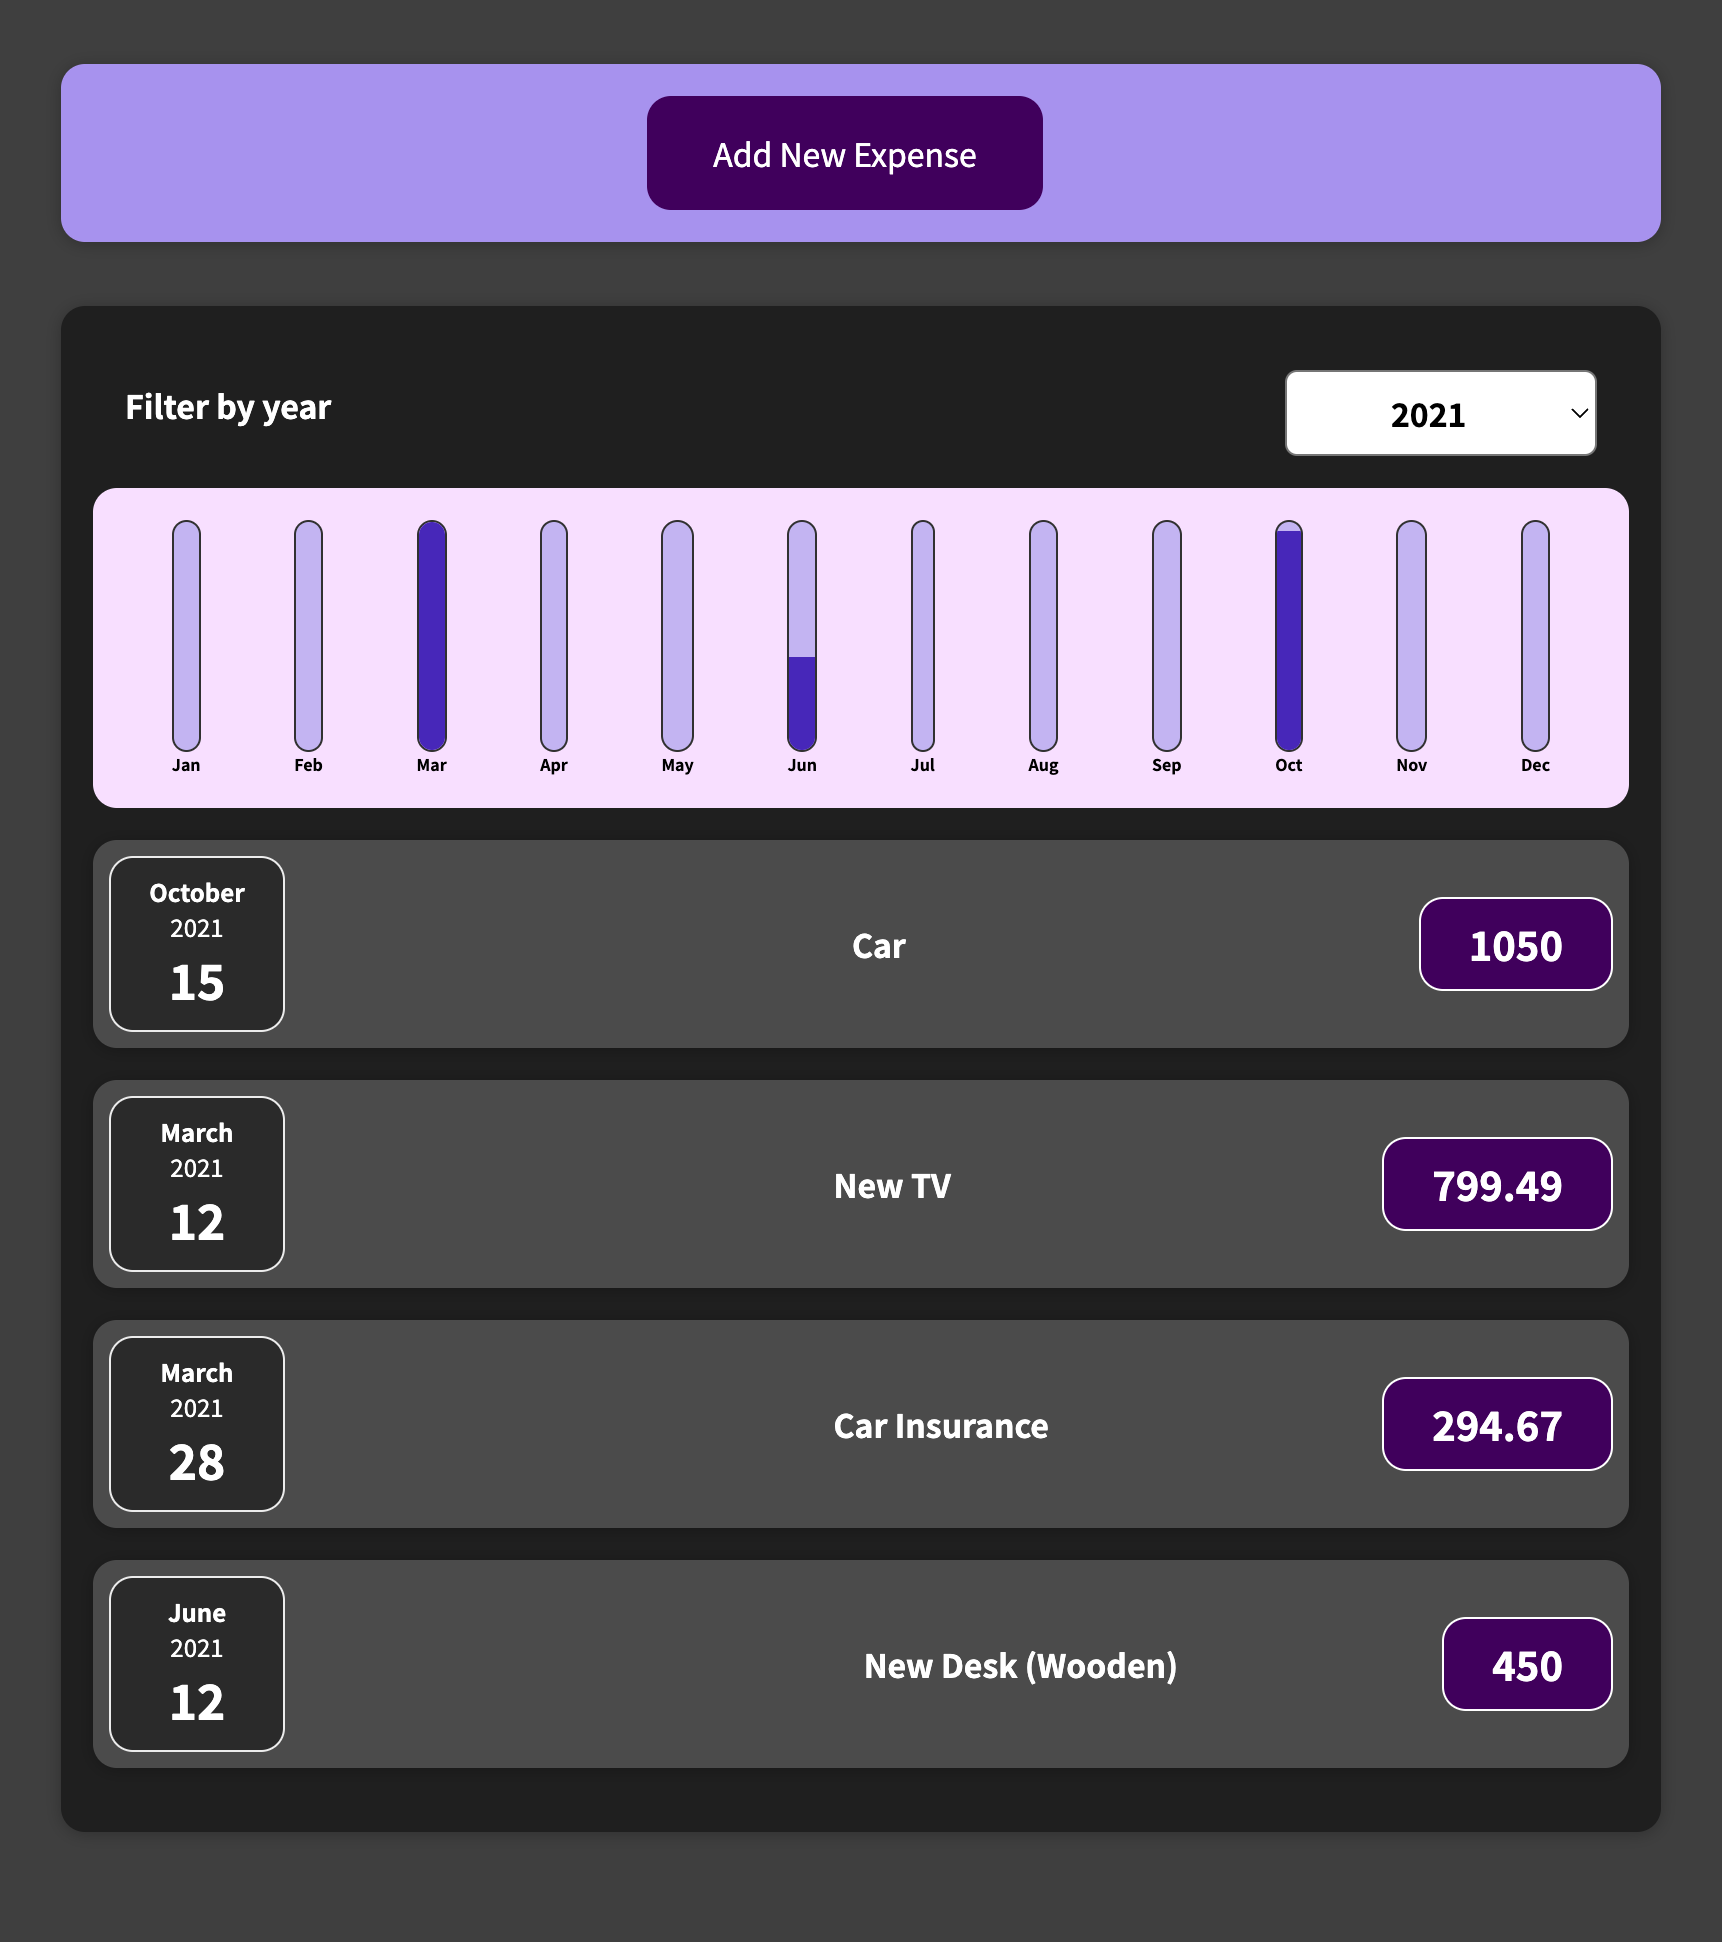 Add New Expense
Filter by year
2021
Jan Feb Mar Apr May Jun Jul Aug Sep Oct Nov Dec
October
2021
15
Car
1050
March
2021
12
New TV
799.49
March
2021
28
Car Insurance
294.67
June
2021
12
New Desk (Wooden)
450